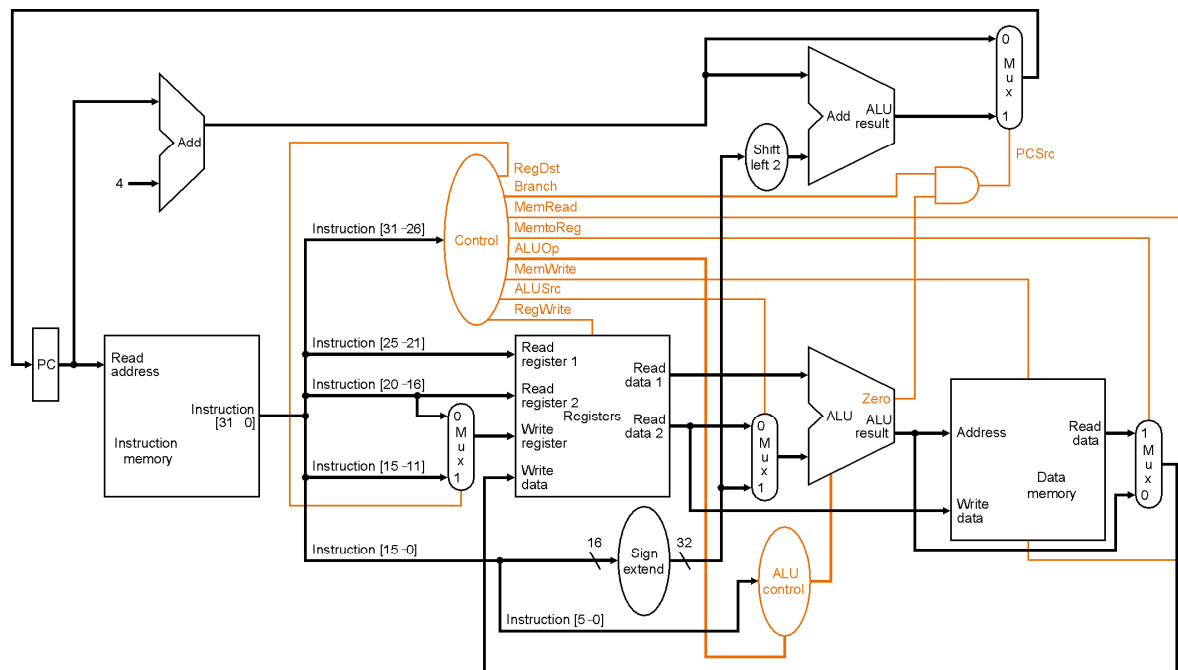 0
M
u
x
1
Add
ALU
result
Add
4
Shift
left 2
PCSrc
RegDst
Branch
MemRead
MemtoReg
ALUOp
MemWrite
ALUSrc
RegWrite
Control
Instruction [31–26]
Instruction [25–21]
Instruction [20–16]
Instruction [15–11]
Instruction [15–0]
Instruction [5–0]
PC
Read
address
Instruction
[31 0]
Instruction
memory
0
M
u
x
1
Read
register 1
Read
register 2
Write
register
Write
data
Registers
Read
data 1
Read
data 2
0
M
u
x
1
Zero
ALU
ALU
result
Address
Write
data
Read
data
Data
memory
1
M
u
x
0
16
Sign
extend
32
ALU
control